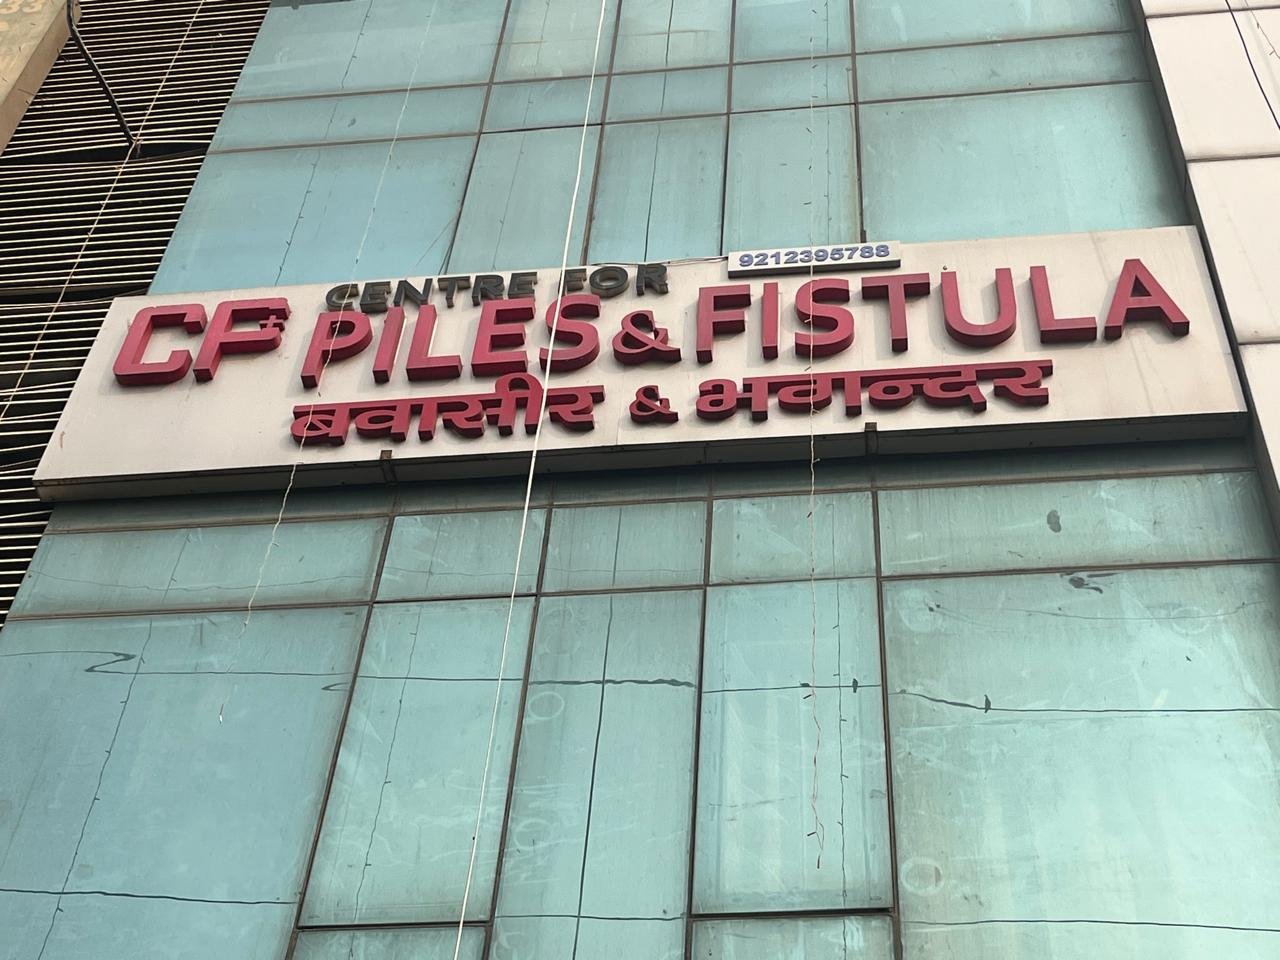 CENTRE FOR
9212395788
CF PILES & FISTULA
बवासीर & भगन्दर